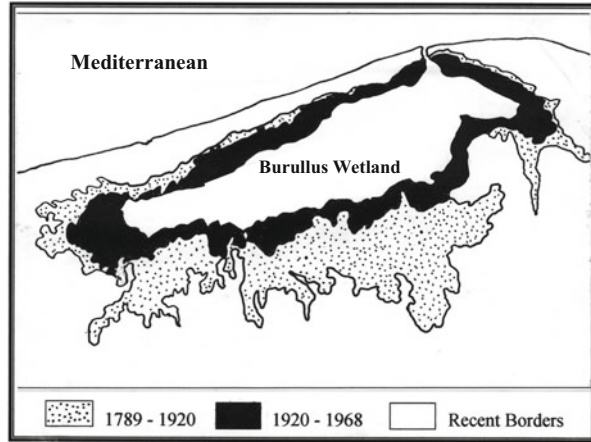 Mediterranean
Burullus Wetland
1789 - 1920
1920 - 1968
Recent Borders